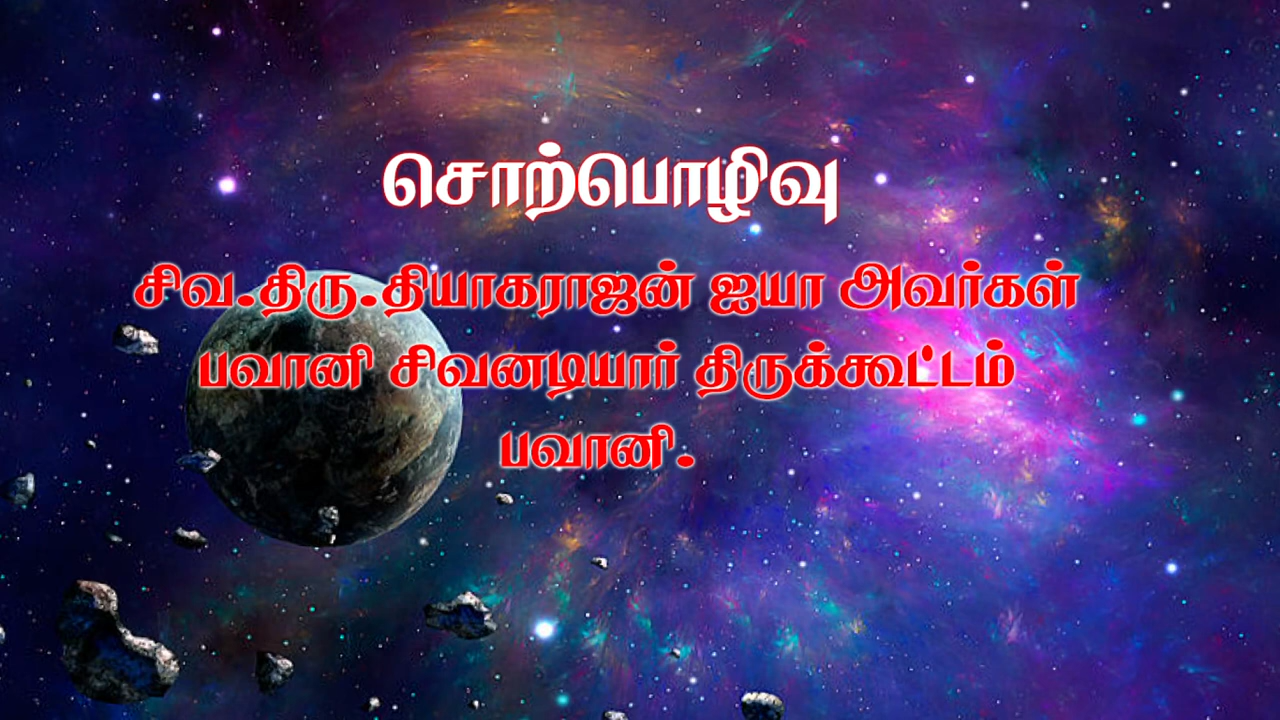 சொற்பொழிவு
சிவ.திரு.தியாகராஜன் ஐயா அவர்கள்
பவானி சிவனடியார் திருக்கூட்டம்
பவானி.